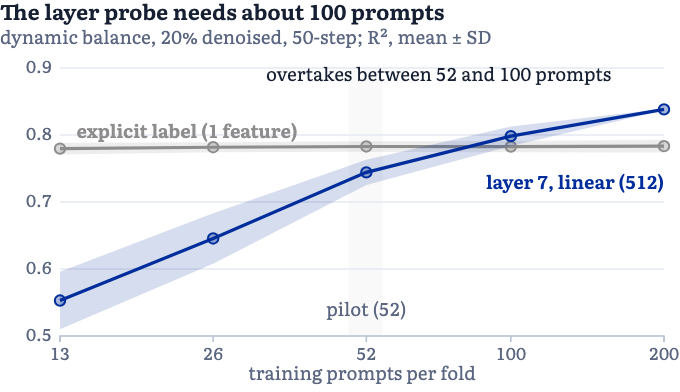 The layer probe needs about 100 prompts
dynamic balance, 20% denoised, 50-step; R², mean ± SD
0.9
overtakes between 52 and 100 prompts
0.8
explicit label (1 feature)
0.7
layer 7, linear (512)
0.6
pilot (52)
0.5
13 26 52 100 200
training prompts per fold